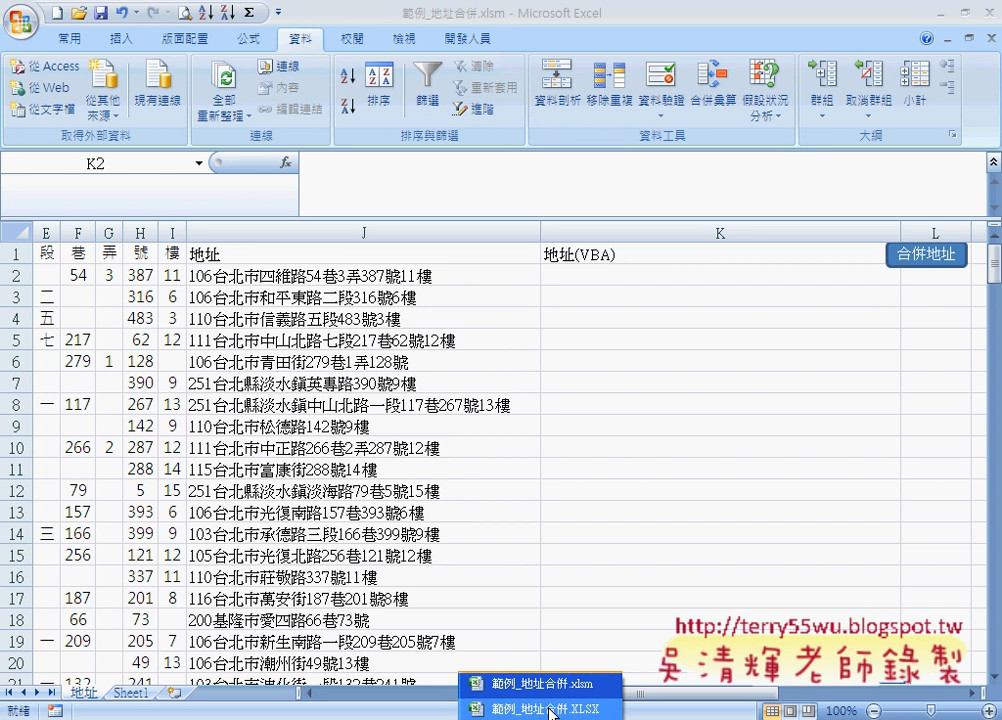 範例_地址合併.xlsm - Microsoft Excel
常用 插入 版面配置 公式 資料 校閱 檢視 開發人員
從 Access
從 Web
從文字檔
從其他來源
現有連線
取得外部資料
全部重新整理
連線
內容
編輯連結
連線
排序
篩選
清除
重新套用
進階
排序與篩選
資料剖析 移除重複 資料驗證 合併彙算 假設狀況分析
資料工具
群組 取消群組 小計
大綱
K2 fx
E F G H I J K L
1 段 巷 弄 號 樓 地址 地址(VBA) 合併地址
2 54 3 387 11 106台北市四維路54巷3弄387號11樓
3 二 316 6 106台北市和平東路二段316號6樓
4 五 483 3 110台北市信義路五段483號3樓
5 七 217 62 12 111台北市中山北路七段217巷62號12樓
6 279 1 128 106台北市青田街279巷1弄128號
7 390 9 251台北縣淡水鎮英專路390號9樓
8 一 117 267 13 251台北縣淡水鎮中山北路一段117巷267號13樓
9 142 9 110台北市松德路142號9樓
10 266 2 287 12 111台北市中正路266巷2弄287號12樓
11 288 14 115台北市富康街288號14樓
12 79 5 15 251台北縣淡水鎮淡海路79巷5號15樓
13 157 393 6 106台北市光復南路157巷393號6樓
14 三 166 399 9 103台北市承德路三段166巷399號9樓
15 256 121 12 105台北市光復北路256巷121號12樓
16 337 11 110台北市莊敬路337號11樓
17 187 201 8 116台北市萬安街187巷201號8樓
18 66 73 200基隆市愛四路66巷73號
19 一 209 205 7 106台北市新生南路一段209巷205號7樓
20 49 13 106台北市潮州街49號13樓
http://terry55wu.blogspot.tw
吳清輝老師錄製
地址 Sheet1
範例_地址合併.xlsm
範例_地址合併.XLSX
就緒 100%